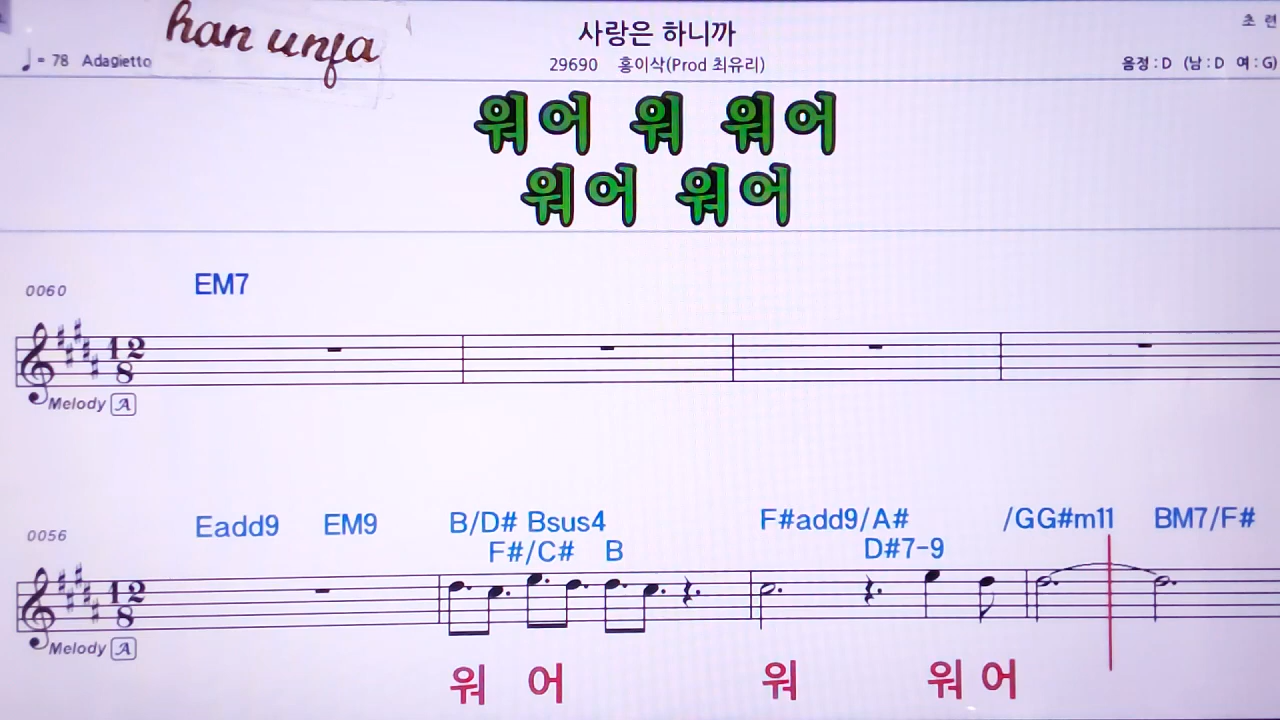 han unfa
사랑은 하니까
초 련
♩= 78 Adagietto
29690 홍이삭(Prod 최유리)
음정 : D (남 : D 여 : G)
워어 워 워어
워어 워어
0060
EM7
12
8
Melody A
0056
Eadd9 EM9 B/D# Bsus4 F#add9/A# /GG#m11 BM7/F#
F#/C# B D#7-9
12
8
Melody A
워 어 워 워 어